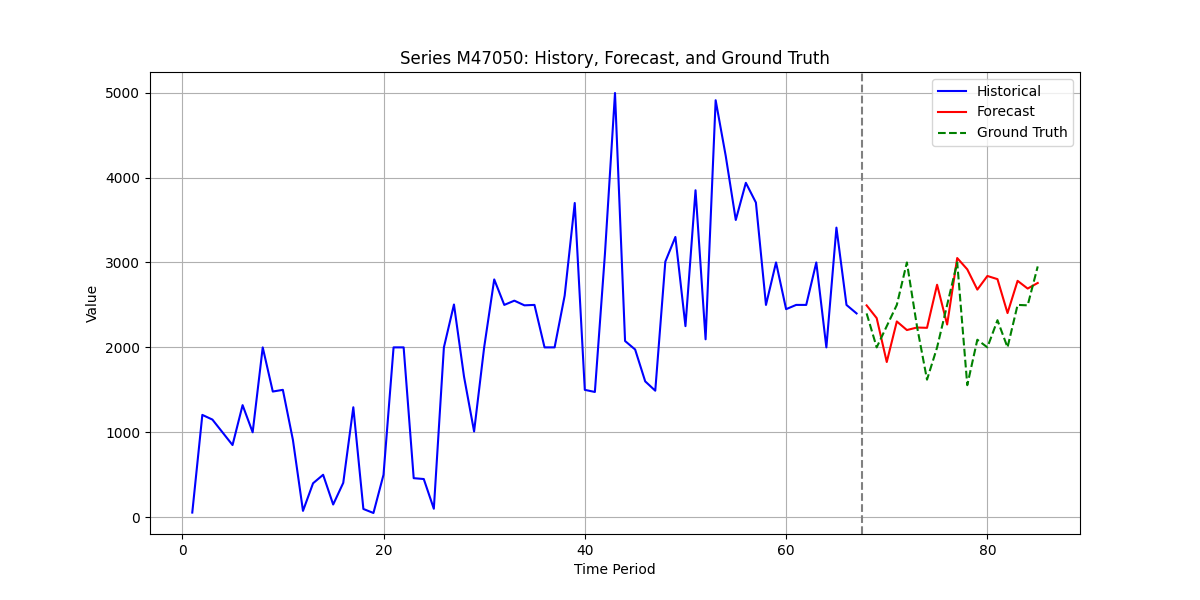 Series M47050: History, Forecast, and Ground Truth
Historical
Forecast
Ground Truth
5000
4000
3000
2000
1000
0
Value
0 20 40 60 80
Time Period